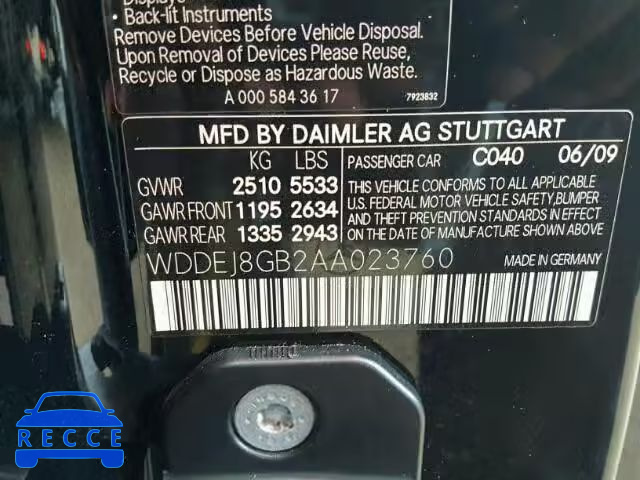 Displays
• Back-lit Instruments
Remove Devices Before Vehicle Disposal.
Upon Removal of Devices Please Reuse,
Recycle or Dispose as Hazardous Waste.
A 000 584 36 17 7923832
MFD BY DAIMLER AG STUTTGART
KG LBS PASSENGER CAR C040 06/09
GVWR 2510 5533
GAWR FRONT 1195 2634
GAWR REAR 1335 2943
THIS VEHICLE CONFORMS TO ALL APPLICABLE
U.S. FEDERAL MOTOR VEHICLE SAFETY, BUMPER
AND THEFT PREVENTION STANDARDS IN EFFECT
ON THE DATE OF MANUFACTURE SHOWN ABOVE
WDDEJ8GB2AA023760 MADE IN GERMANY
RECCE